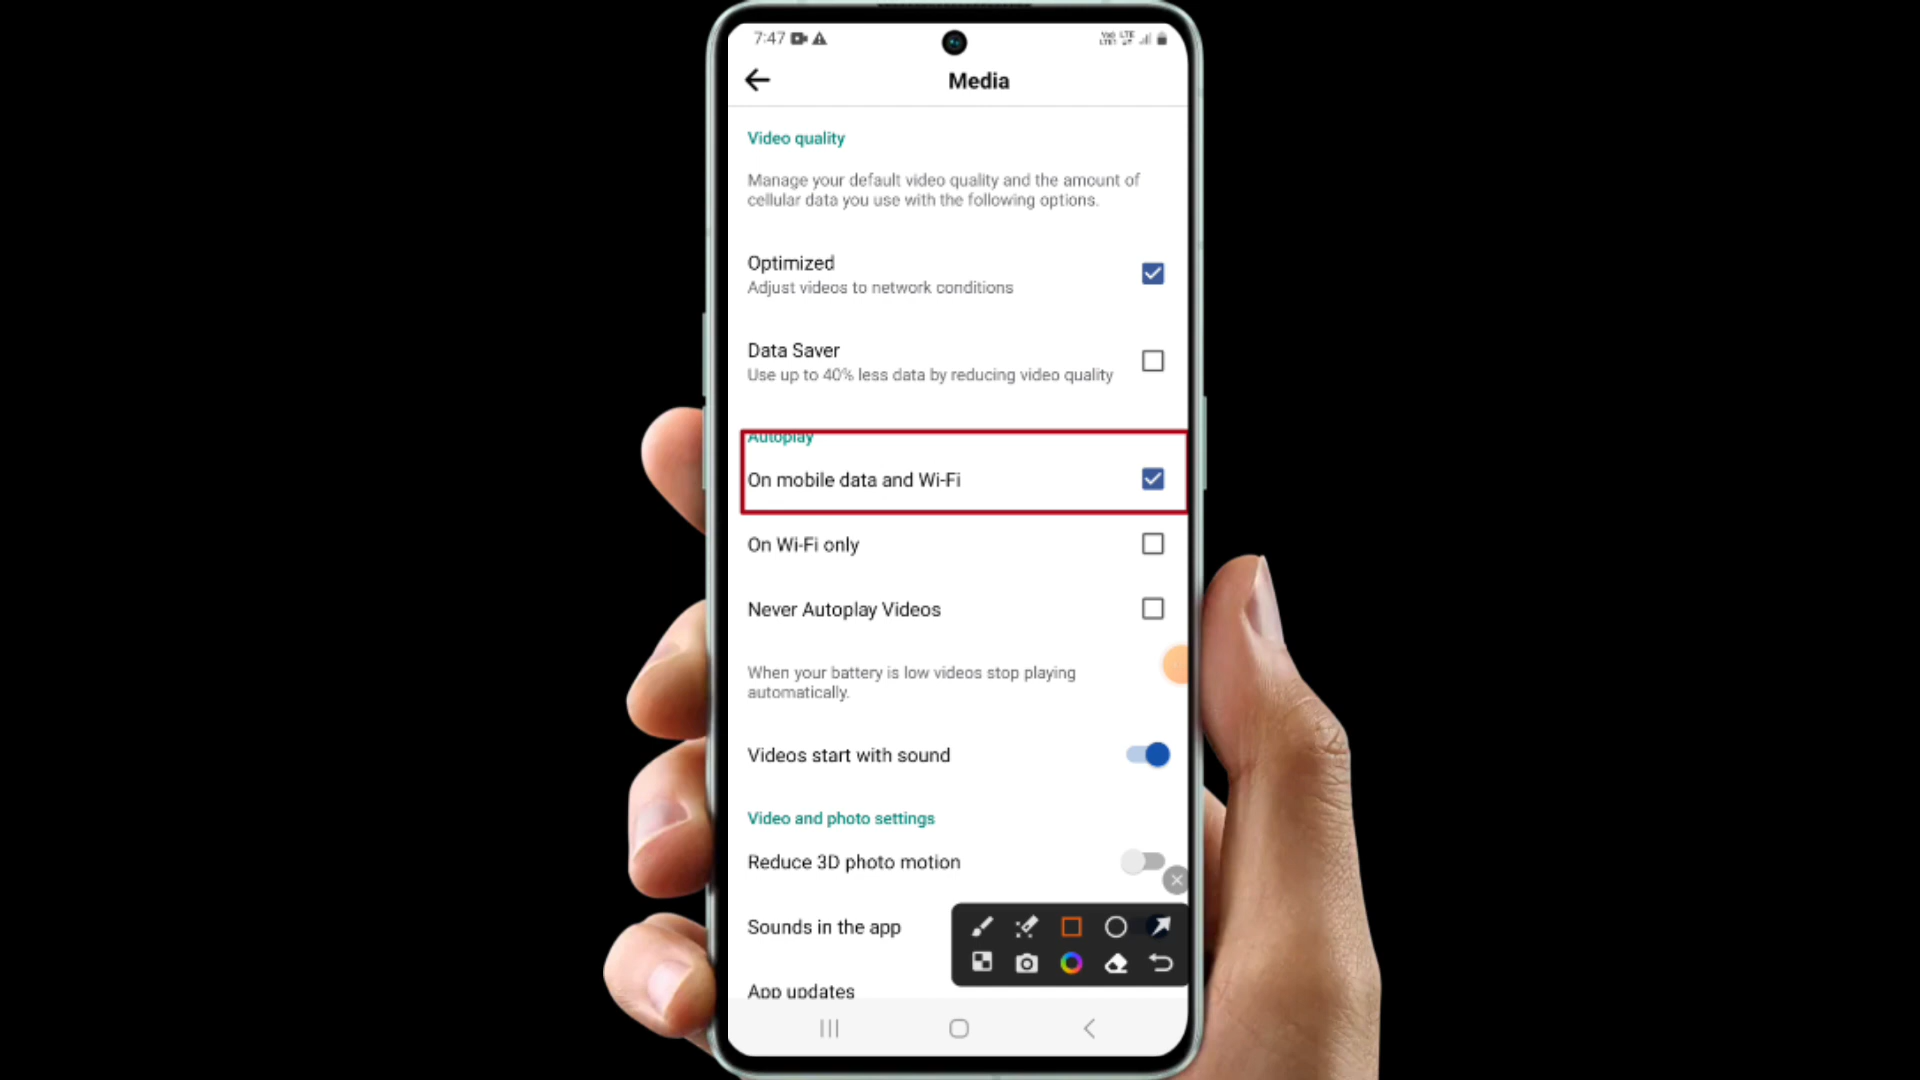 7:47
Media
Video quality
Manage your default video quality and the amount of
cellular data you use with the following options.
Optimized
Adjust videos to network conditions
Data Saver
Use up to 40% less data by reducing video quality
Autoplay
On mobile data and Wi-Fi
On Wi-Fi only
Never Autoplay Videos
When your battery is low videos stop playing
automatically.
Videos start with sound
Video and photo settings
Reduce 3D photo motion
Sounds in the app
App updates